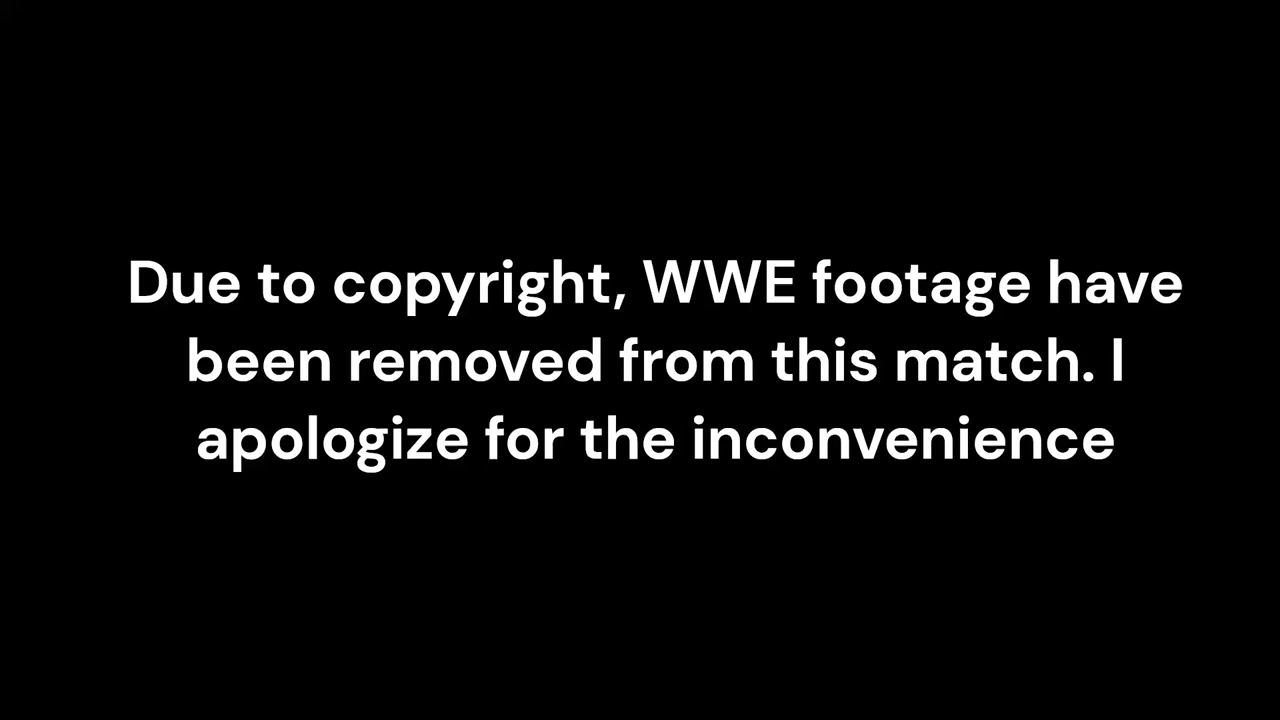 Due to copyright, WWE footage have
been removed from this match. I
apologize for the inconvenience